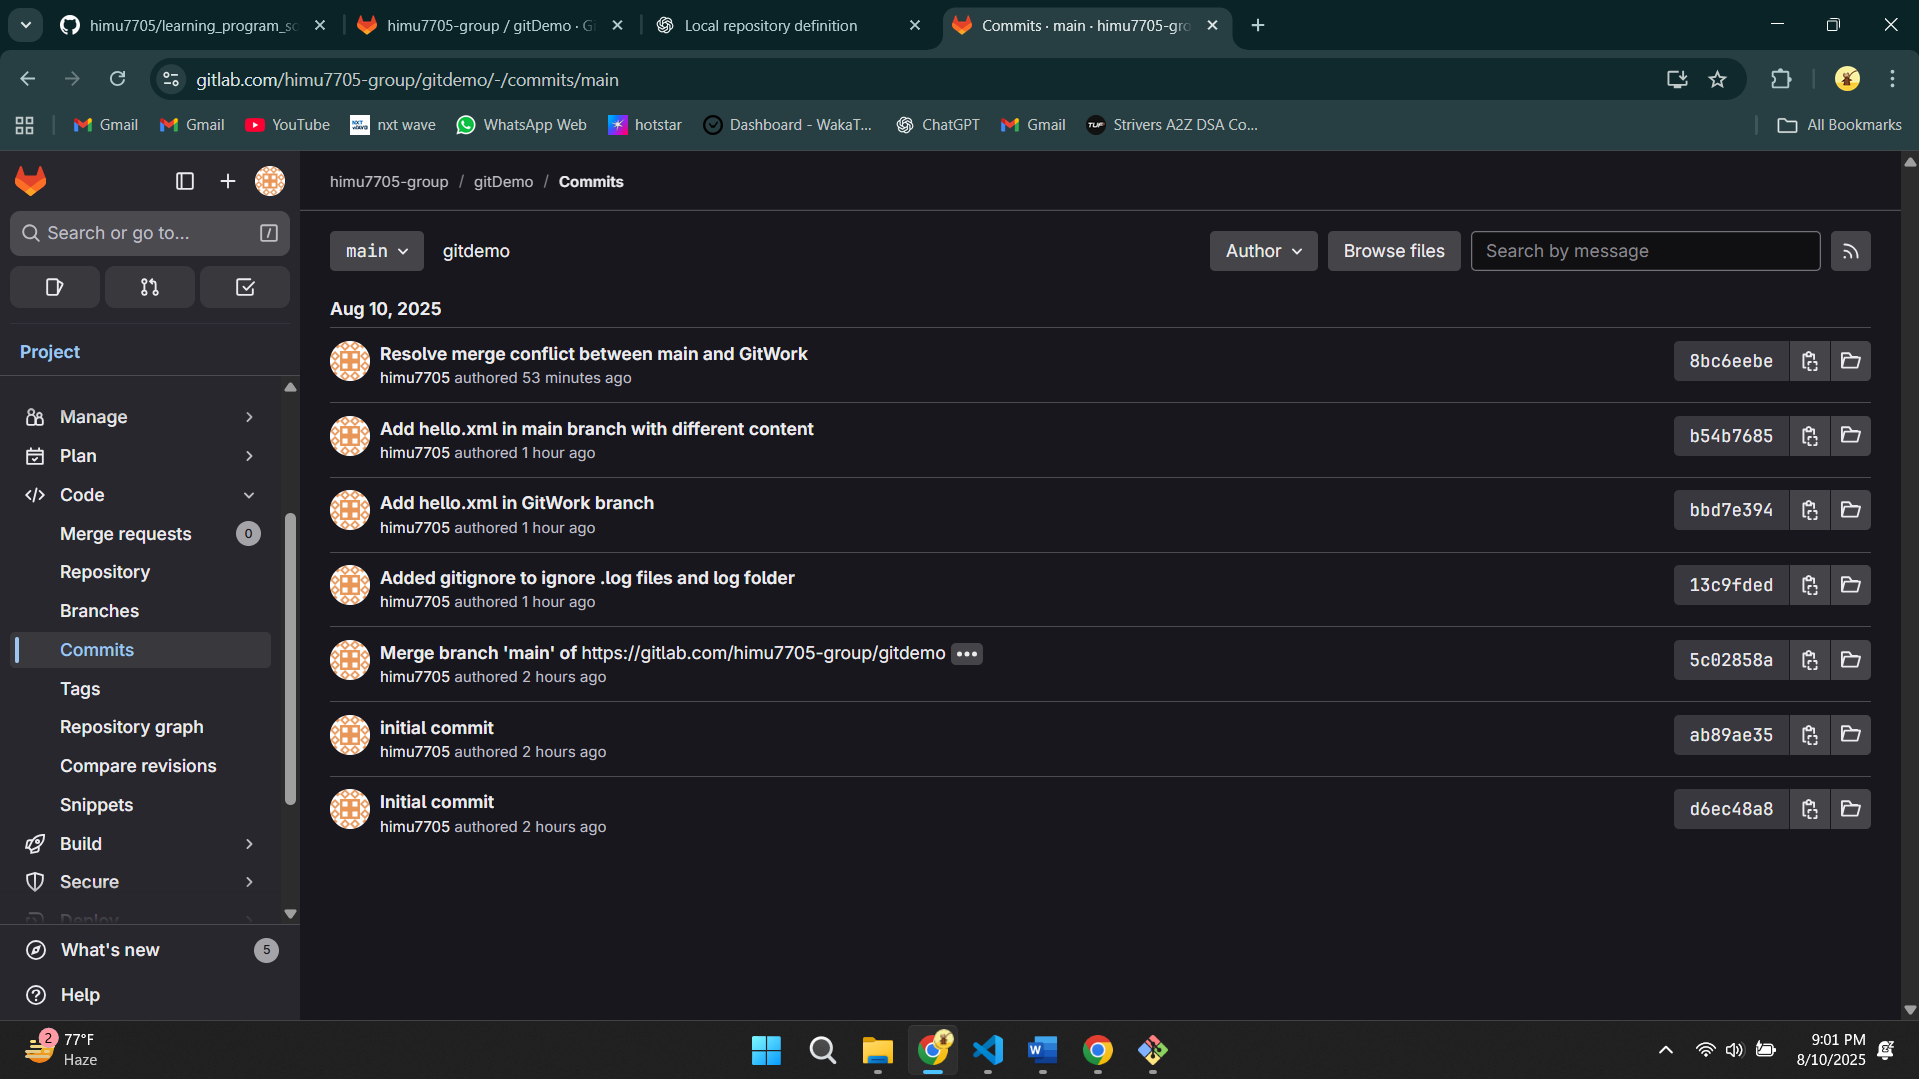 himu7705/learning_program_so
himu7705-group / gitDemo · Gi
Local repository definition
Commits · main · himu7705-gro
gitlab.com/himu7705-group/gitdemo/-/commits/main
Gmail
Gmail
YouTube
NXT WAVE nxt wave
WhatsApp Web
hotstar
Dashboard - WakaT...
ChatGPT
Gmail
TUF Strivers A2Z DSA Co...
All Bookmarks
himu7705-group / gitDemo / Commits
Search or go to... /
main gitdemo
Author
Browse files
Search by message
Project
Manage
Plan
Code
Merge requests 0
Repository
Branches
Commits
Tags
Repository graph
Compare revisions
Snippets
Build
Secure
Deploy
What's new 5
Help
Aug 10, 2025
Resolve merge conflict between main and GitWork
himu7705 authored 53 minutes ago
8bc6eebe
Add hello.xml in main branch with different content
himu7705 authored 1 hour ago
b54b7685
Add hello.xml in GitWork branch
himu7705 authored 1 hour ago
bbd7e394
Added gitignore to ignore .log files and log folder
himu7705 authored 1 hour ago
13c9fded
Merge branch 'main' of https://gitlab.com/himu7705-group/gitdemo •••
himu7705 authored 2 hours ago
5c02858a
initial commit
himu7705 authored 2 hours ago
ab89ae35
Initial commit
himu7705 authored 2 hours ago
d6ec48a8
2
77°F
Haze
9:01 PM
8/10/2025